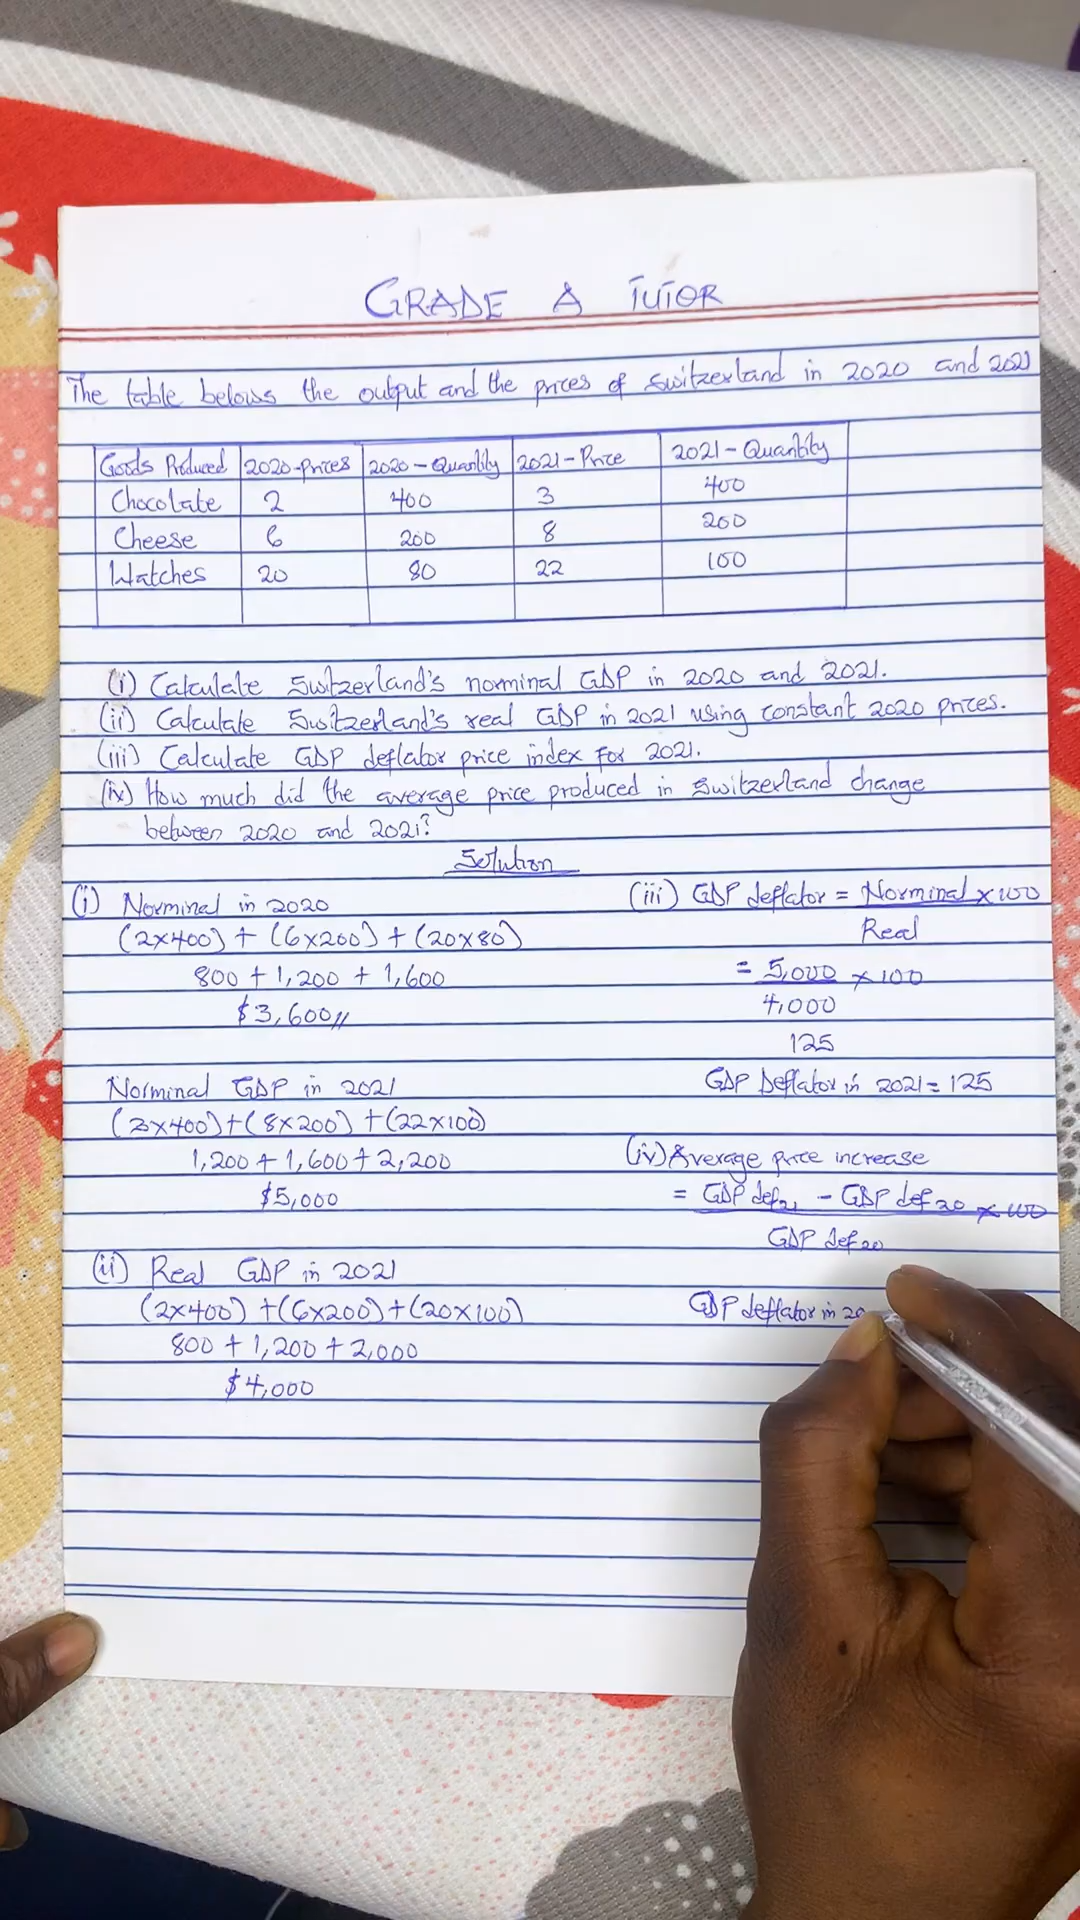 GRADE A TUTOR
The table belows the output and the prices of Switzerland in 2020 and 2021
Goods Produced 2020-prices 2020-Quantity 2021-Price 2021-Quantity
Chocolate 2 400 3 400
Cheese 6 200 8 200
Watches 20 80 22 100
(i) Calculate Switzerland's norminal GDP in 2020 and 2021.
(ii) Calculate Switzerland's real GDP in 2021 using constant 2020 prices.
(iii) Calculate GDP deflator price index for 2021.
(iv) How much did the average price produced in Switzerland change
between 2020 and 2021?
Solution
(i) Norminal in 2020
(2x400) + (6x200) + (20x80)
800 + 1,200 + 1,600
$3,600//
Norminal GDP in 2021
(3x400)+(8x200)+(22x100)
1,200+1,600+2,200
$5,000
(ii) Real GDP in 2021
(2x400)+(6x200)+(20x100)
800 + 1,200 + 2,000
$4,000
(iii) GDP deflator = Norminal x100
Real
= 5,000 x100
4,000
125
GDP Deflator in 2021=125
(iv) Average price increase
= GDP def21 - GDP def20 x 100
GDP def20
GDP deflator in 20